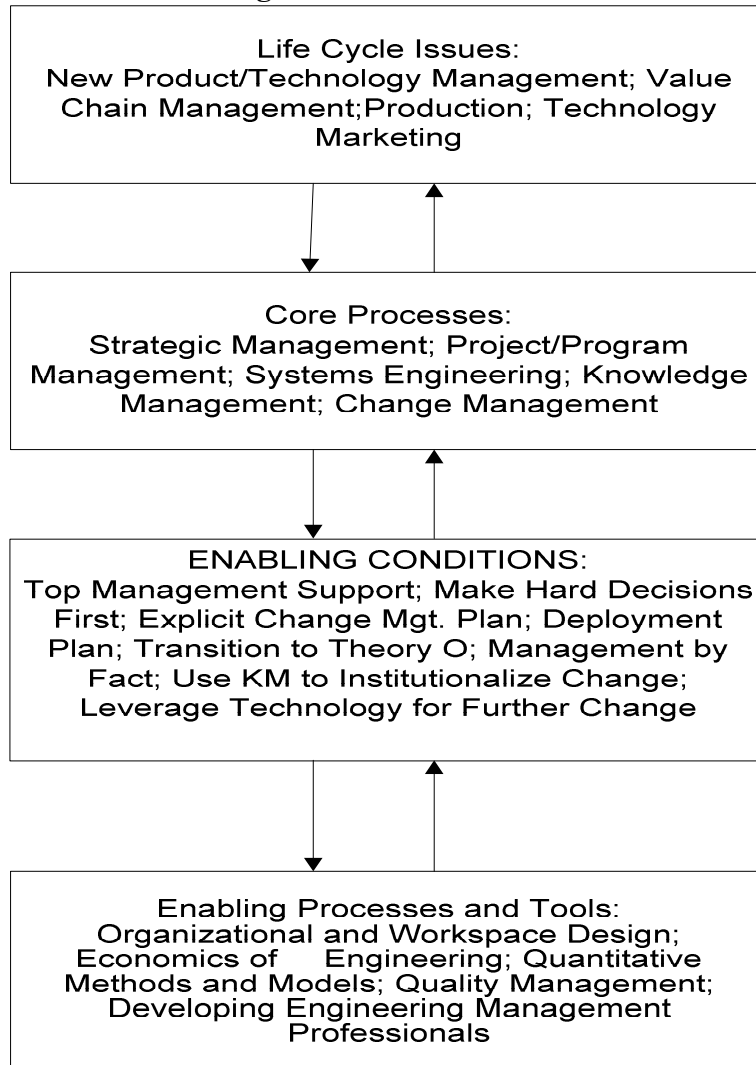 Life Cycle Issues:
New Product/Technology Management; Value
Chain Management;Production; Technology
Marketing
Core Processes:
Strategic Management; Project/Program
Management; Systems Engineering; Knowledge
Management; Change Management
ENABLING CONDITIONS:
Top Management Support; Make Hard Decisions
First; Explicit Change Mgt. Plan; Deployment
Plan; Transition to Theory O; Management by
Fact; Use KM to Institutionalize Change;
Leverage Technology for Further Change
Enabling Processes and Tools:
Organizational and Workspace Design;
Economics of Engineering; Quantitative
Methods and Models; Quality Management;
Developing Engineering Management
Professionals